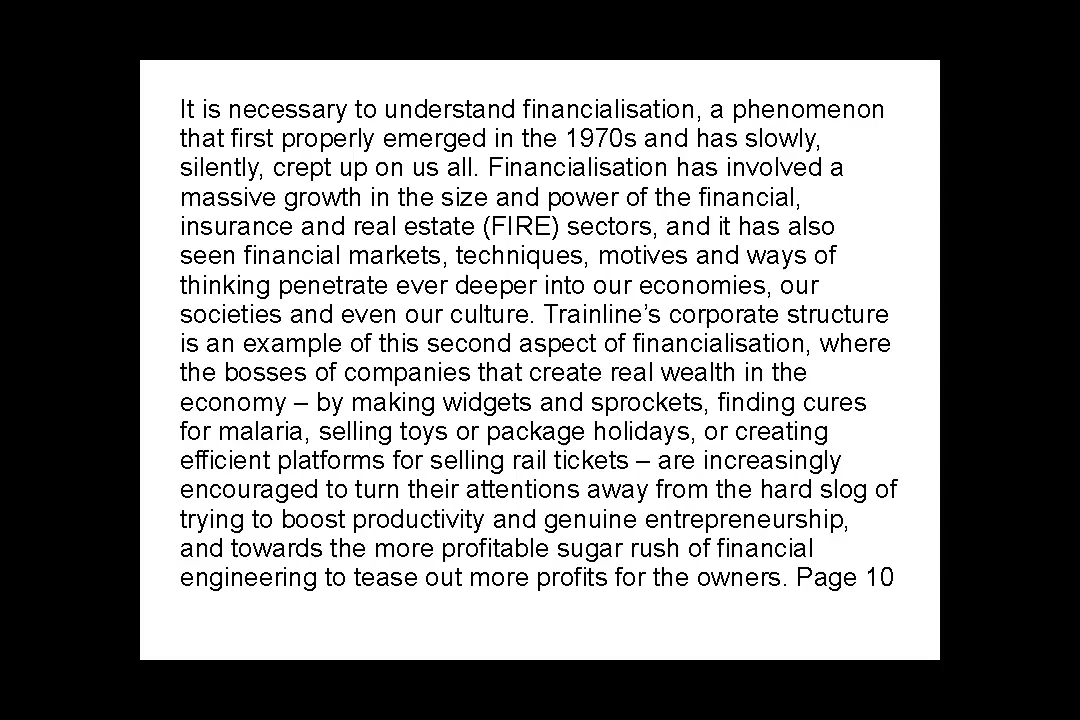 It is necessary to understand financialisation, a phenomenon
that first properly emerged in the 1970s and has slowly,
silently, crept up on us all. Financialisation has involved a
massive growth in the size and power of the financial,
insurance and real estate (FIRE) sectors, and it has also
seen financial markets, techniques, motives and ways of
thinking penetrate ever deeper into our economies, our
societies and even our culture. Trainline’s corporate structure
is an example of this second aspect of financialisation, where
the bosses of companies that create real wealth in the
economy – by making widgets and sprockets, finding cures
for malaria, selling toys or package holidays, or creating
efficient platforms for selling rail tickets – are increasingly
encouraged to turn their attentions away from the hard slog of
trying to boost productivity and genuine entrepreneurship,
and towards the more profitable sugar rush of financial
engineering to tease out more profits for the owners. Page 10